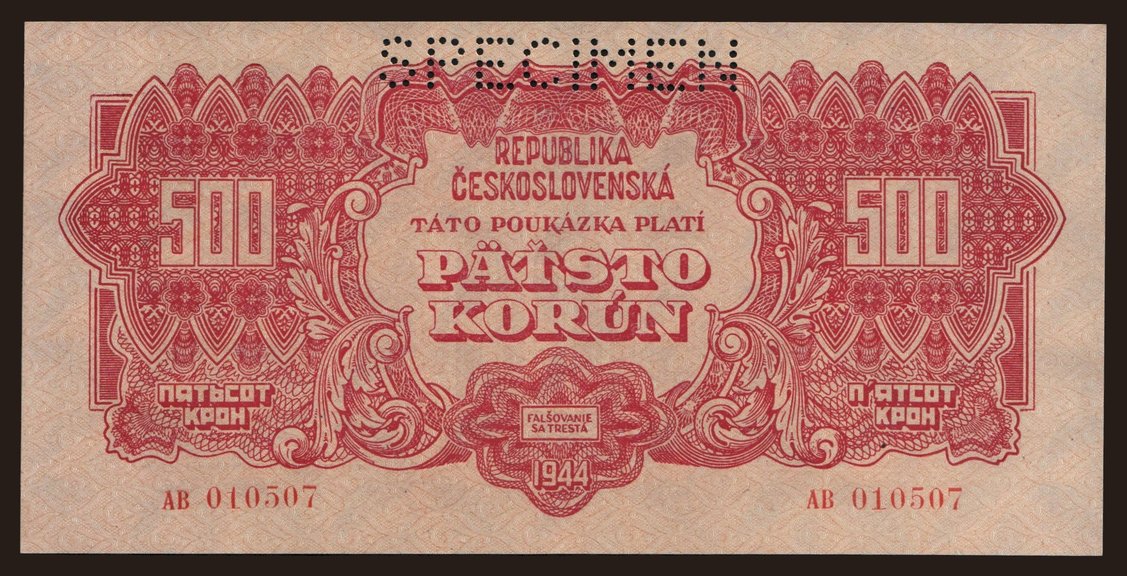 SPECIMEN
REPUBLIKA
ČESKOSLOVENSKÁ
TÁTO POUKÁZKA PLATÍ
500
PÄŤSTO
KORÚN
500
ПЯТЬСОТ
КРОН
П'ЯТСОТ
КРОН
FALŠOVANIE
SA TRESTÁ
1944
AB 010507
AB 010507